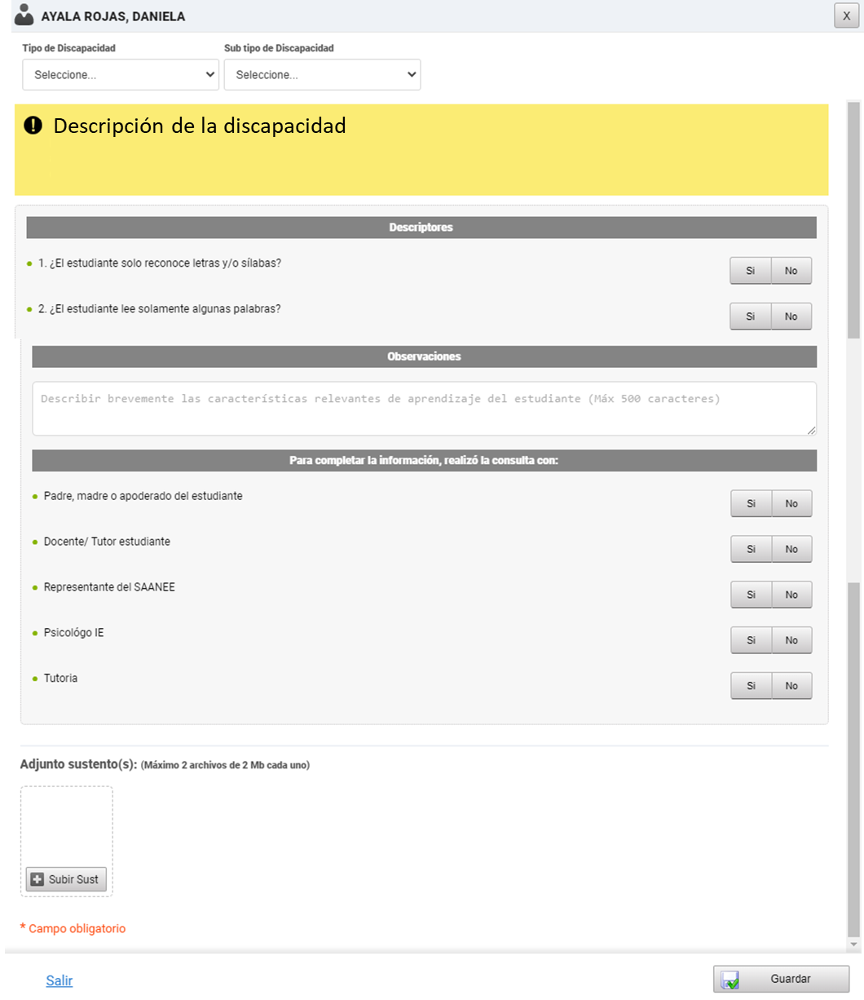 AYALA ROJAS, DANIELA
X
Tipo de Discapacidad
Sub tipo de Discapacidad
Seleccione...
Seleccione...
Descripción de la discapacidad
Descriptores
1. ¿El estudiante solo reconoce letras y/o sílabas?
Si No
2. ¿El estudiante lee solamente algunas palabras?
Si No
Observaciones
Describir brevemente las características relevantes de aprendizaje del estudiante (Máx 500 caracteres)
Para completar la información, realizó la consulta con:
Padre, madre o apoderado del estudiante
Si No
Docente/ Tutor estudiante
Si No
Representante del SAANEE
Si No
Psicológo IE
Si No
Tutoria
Si No
Adjunto sustento(s): (Máximo 2 archivos de 2 Mb cada uno)
Subir Sust
* Campo obligatorio
Salir
Guardar